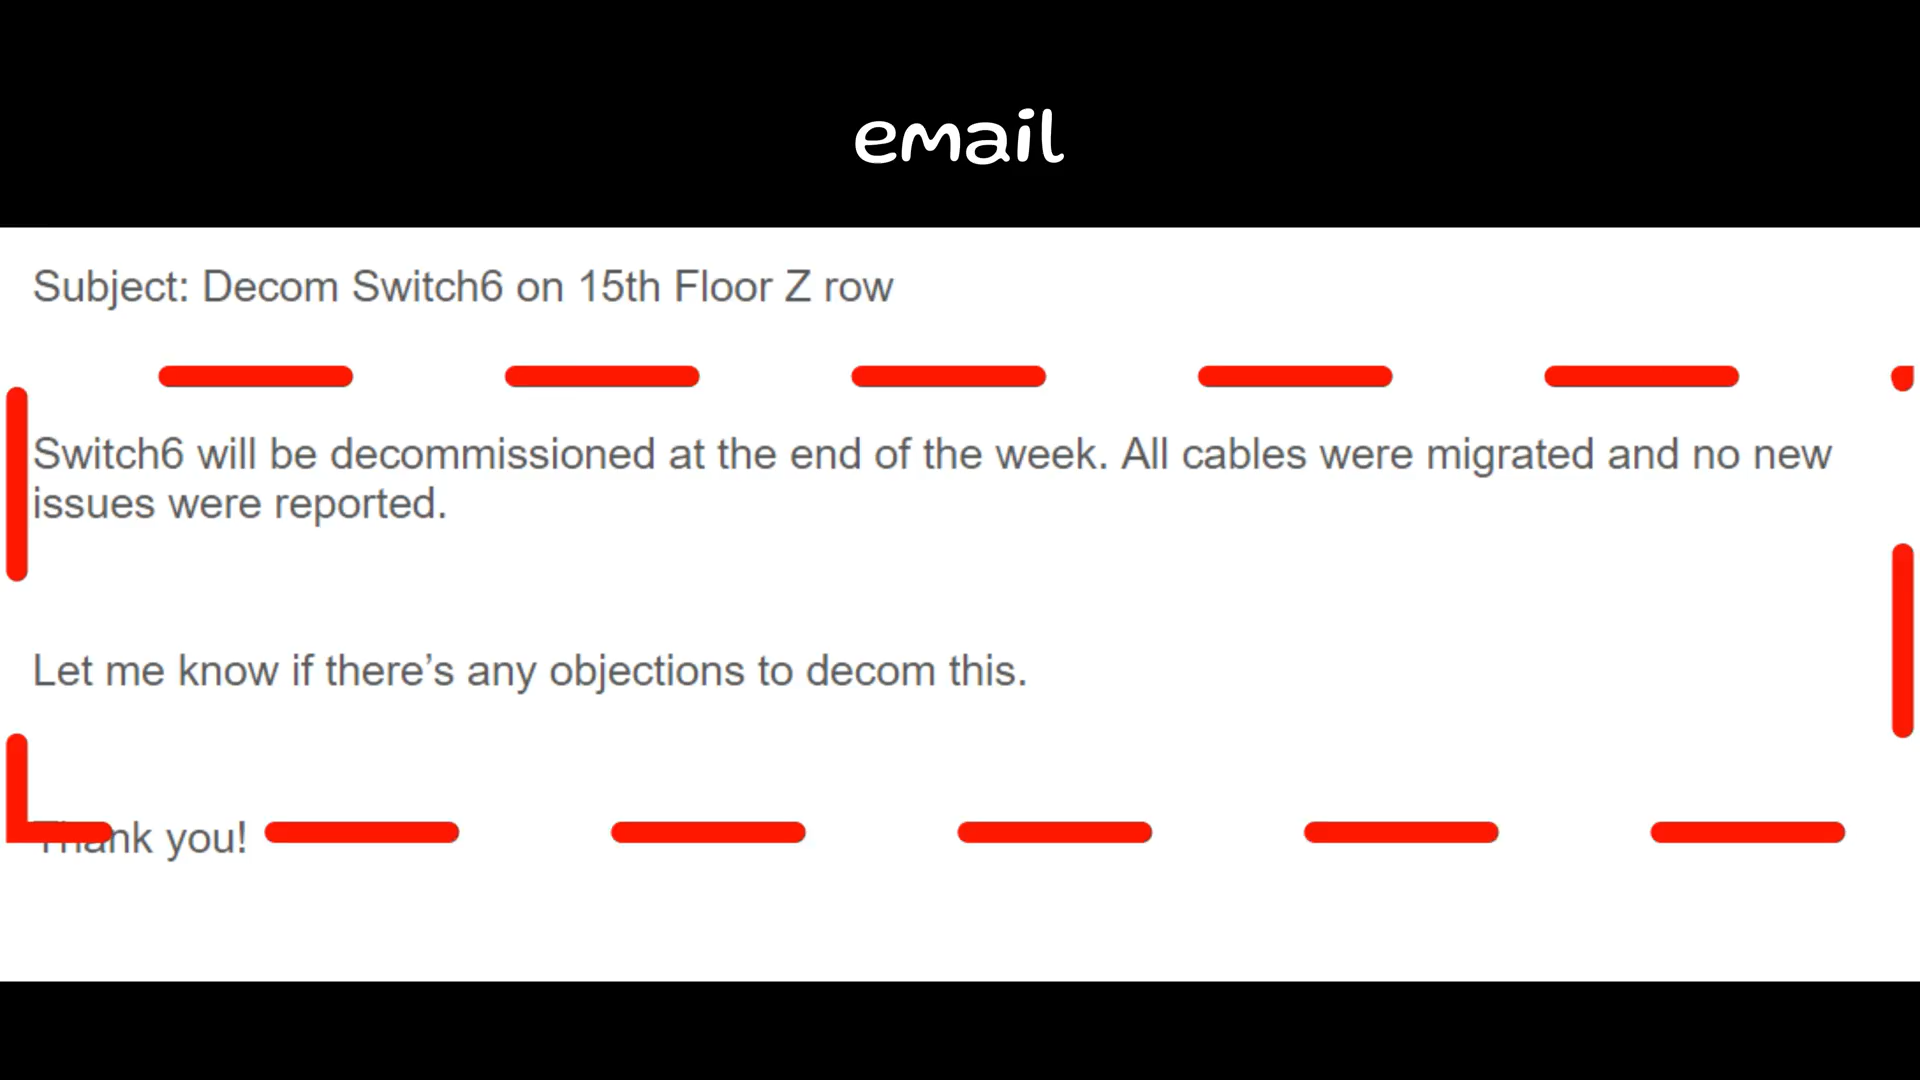 email
Subject: Decom Switch6 on 15th Floor Z row
Switch6 will be decommissioned at the end of the week. All cables were migrated and no new
issues were reported.
Let me know if there’s any objections to decom this.
Thank you!